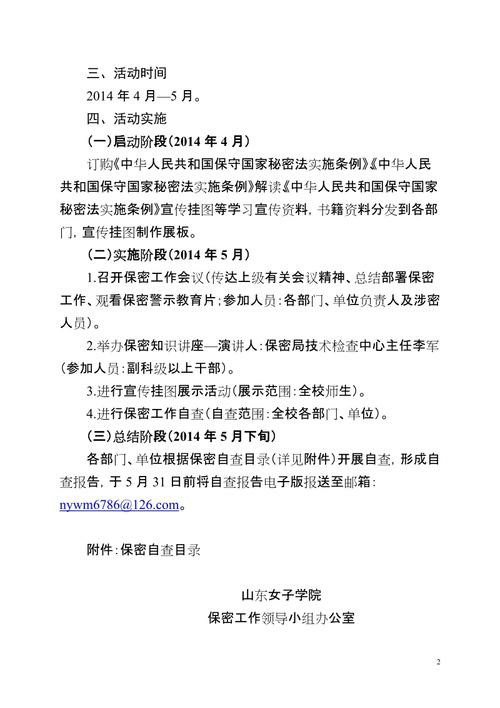 三、活动时间
2014 年 4 月—5 月。
四、活动实施
（一）启动阶段（2014 年 4 月）
订购《中华人民共和国保守国家秘密法实施条例》、《中华人民
共和国保守国家秘密法实施条例》解读、《中华人民共和国保守国家
秘密法实施条例》宣传挂图等学习宣传资料，书籍资料分发到各部
门，宣传挂图制作展板。
（二）实施阶段（2014 年 5 月）
1.召开保密工作会议（传达上级有关会议精神、总结部署保密
工作、观看保密警示教育片；参加人员：各部门、单位负责人及涉密
人员）。
2.举办保密知识讲座—演讲人：保密局技术检查中心主任李军
（参加人员：副科级以上干部）。
3.进行宣传挂图展示活动（展示范围：全校师生）。
4.进行保密工作自查（自查范围：全校各部门、单位）。
（三）总结阶段（2014 年 5 月下旬）
各部门、单位根据保密自查目录（详见附件）开展自查，形成自
查报告，于 5 月 31 日前将自查报告电子版报送至邮�：
nywm6786@126.com。
附件：保密自查目录
山东女子学院
保密工作领导小组办公室
2